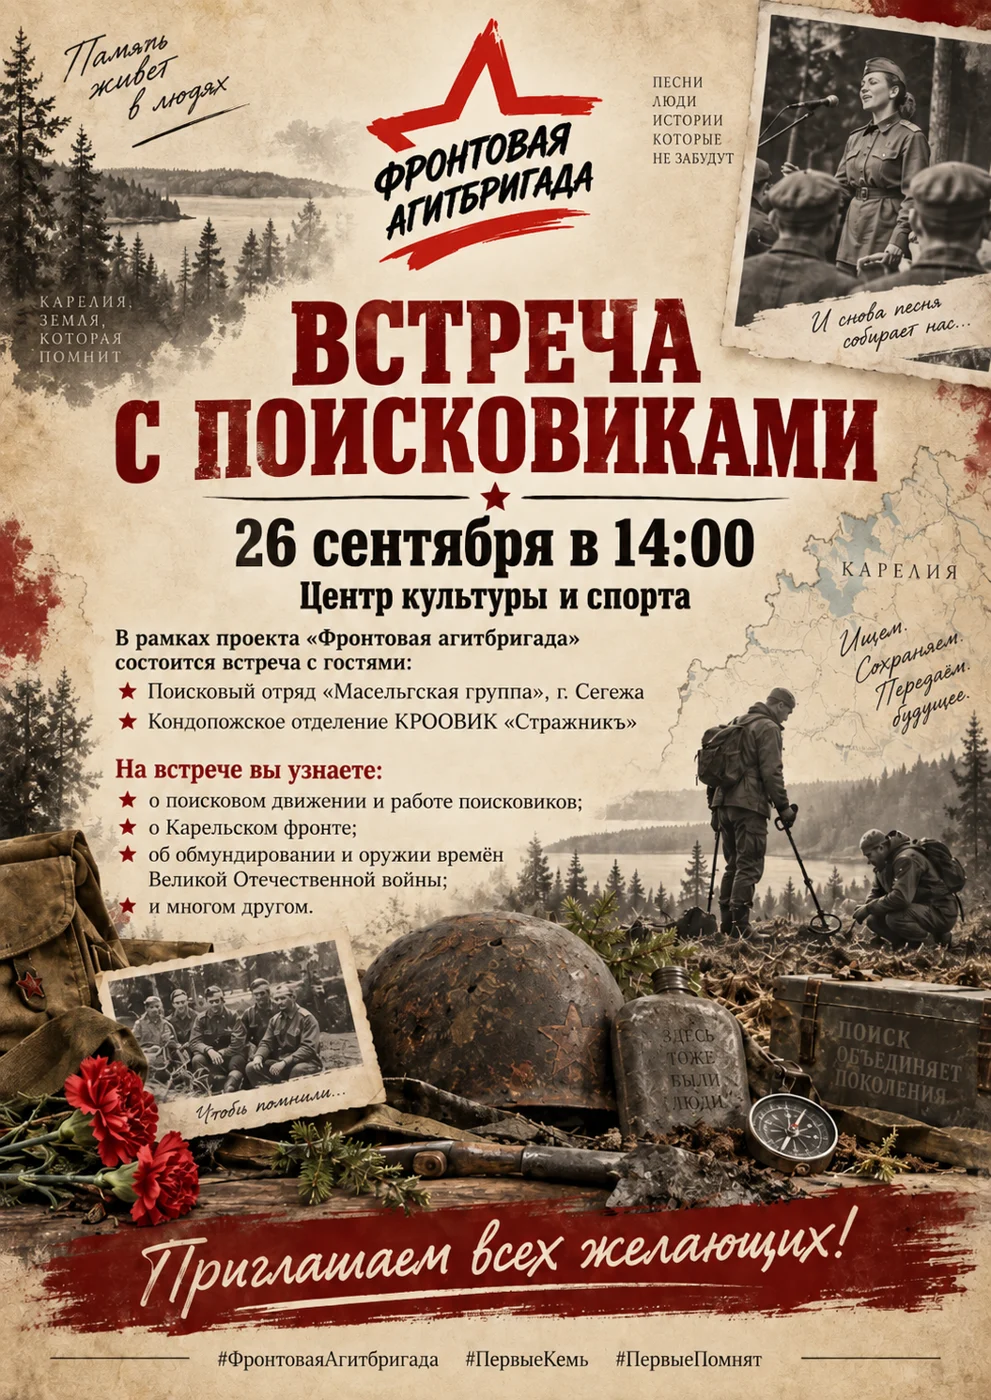 Память
живет
в людях
ФРОНТОВАЯ
АГИТБРИГАДА
ПЕСНИ
ЛЮДИ
ИСТОРИИ
КОТОРЫЕ
НЕ ЗАБУДУТ
И снова песня
собирает нас...
КАРЕЛИЯ,
ЗЕМЛЯ,
КОТОРАЯ
ПОМНИТ
ВСТРЕЧА
С ПОИСКОВИКАМИ
26 сентября в 14:00
Центр культуры и спорта
В рамках проекта «Фронтовая агитбригада»
состоится встреча с гостями:
Поисковый отряд «Масельгская группа», г. Сегежа
Кондопожское отделение КРООВИК «Стражникъ»
КАРЕЛИЯ
Ищем.
Сохраняем.
Передаём.
будущее.
На встрече вы узнаете:
о поисковом движении и работе поисковиков;
о Карельском фронте;
об обмундировании и оружии времён
Великой Отечественной войны;
и многом другом.
Чтобы помнили...
ЗДЕСЬ
ТОЖЕ
БЫЛИ
ЛЮДИ
ПОИСК
ОБЪЕДИНЯЕТ
ПОКОЛЕНИЯ
Приглашаем всех желающих!
#ФронтоваяАгитбригада #ПервыеКемь #ПервыеПомнят